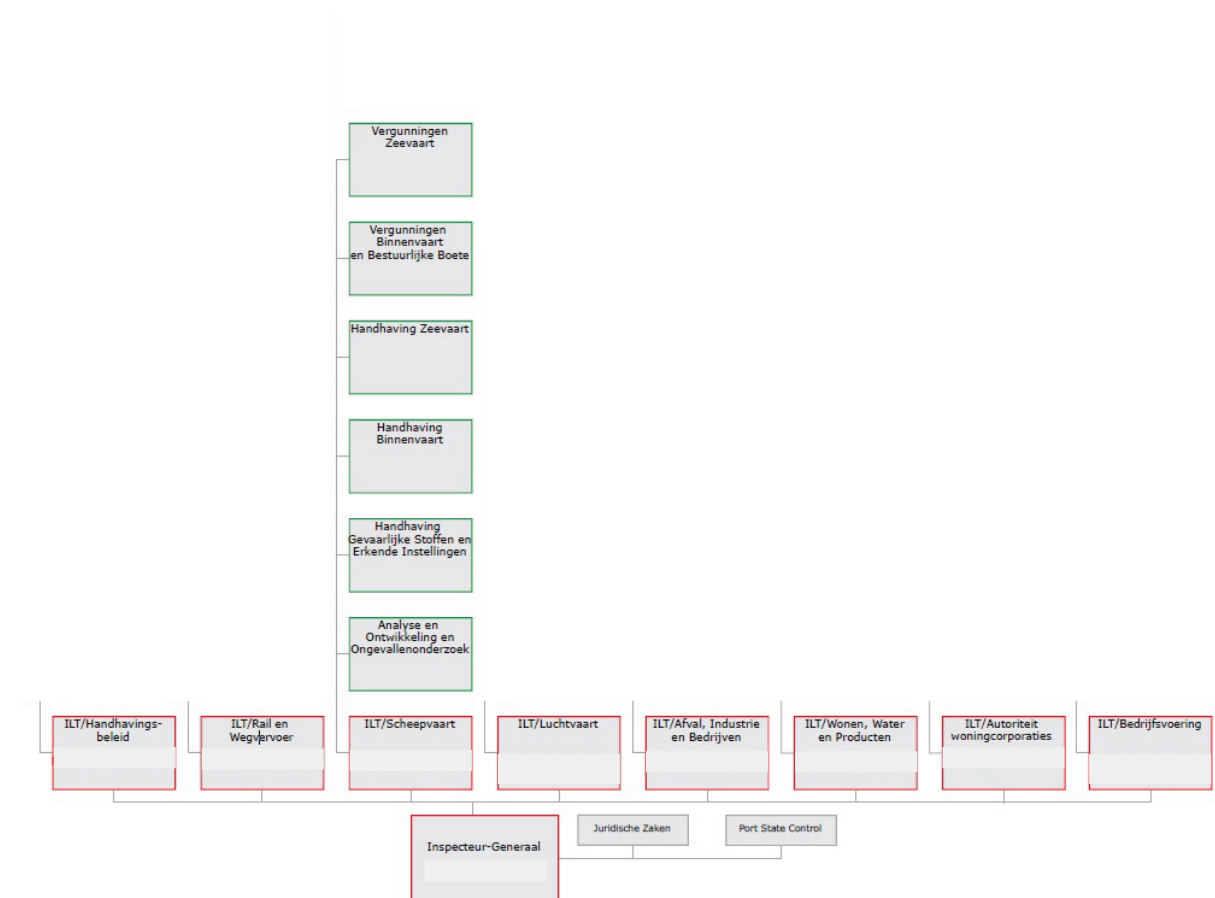 Vergunningen
Zeevaart
Vergunningen
Binnenvaart
en Bestuurlijke Boete
Handhaving Zeevaart
Handhaving
Binnenvaart
Handhaving
Gevaarlijke Stoffen en
Erkende Instellingen
Analyse en
Ontwikkeling en
Ongevallenonderzoek
ILT/Handhavings-
beleid
ILT/Rail en
Wegvervoer
ILT/Scheepvaart
ILT/Luchtvaart
ILT/Afval, Industrie
en Bedrijven
ILT/Wonen, Water
en Producten
ILT/Autoriteit
woningcorporaties
ILT/Bedrijfsvoering
Inspecteur-Generaal
Juridische Zaken
Port State Control